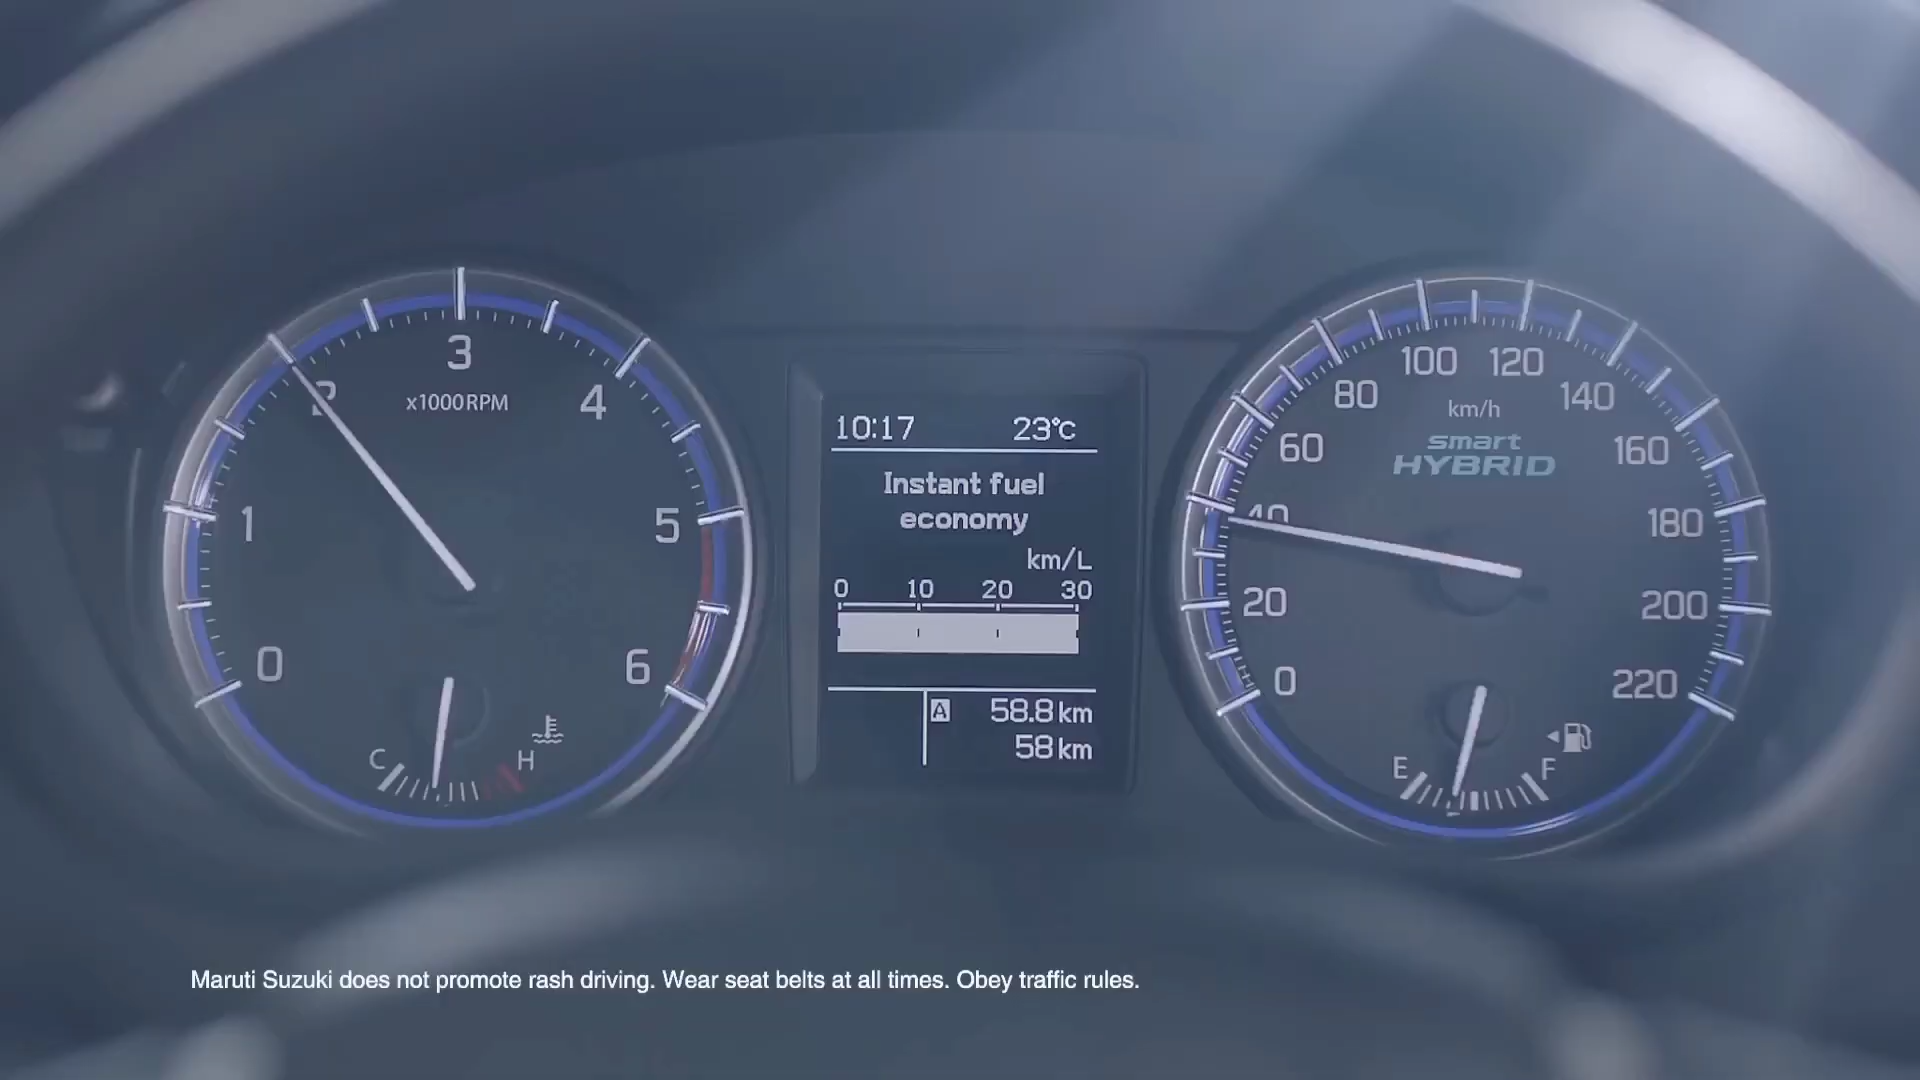 3
2
x1000RPM
4
1
5
0
6
C
H
10:17 23°C
Instant fuel
economy
km/L
0 10 20 30
A 58.8 km
58 km
100 120
80 140
km/h
60 smart 160
HYBRID
40 180
20 200
0 220
E F
Maruti Suzuki does not promote rash driving. Wear seat belts at all times. Obey traffic rules.